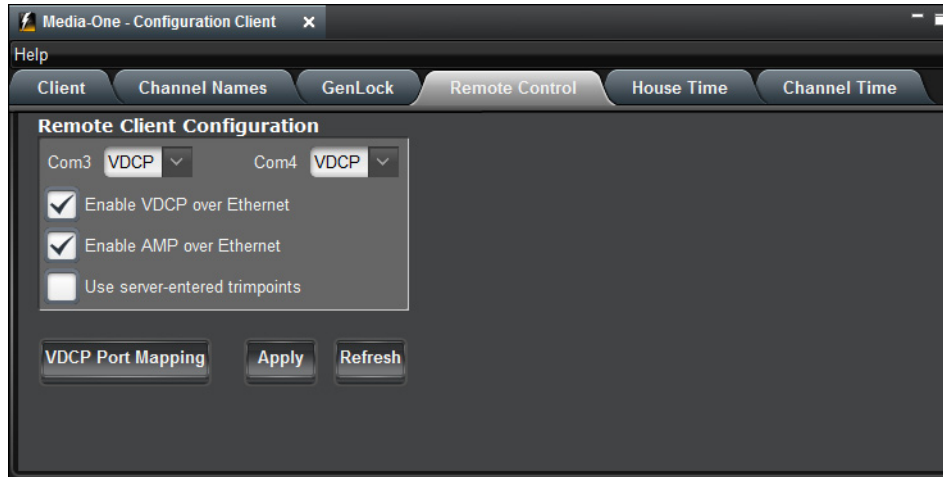 Media-One - Configuration Client
Help
Client Channel Names GenLock Remote Control House Time Channel Time
Remote Client Configuration
Com3 VDCP Com4 VDCP
Enable VDCP over Ethernet
Enable AMP over Ethernet
Use server-entered trimpoints
VDCP Port Mapping Apply Refresh